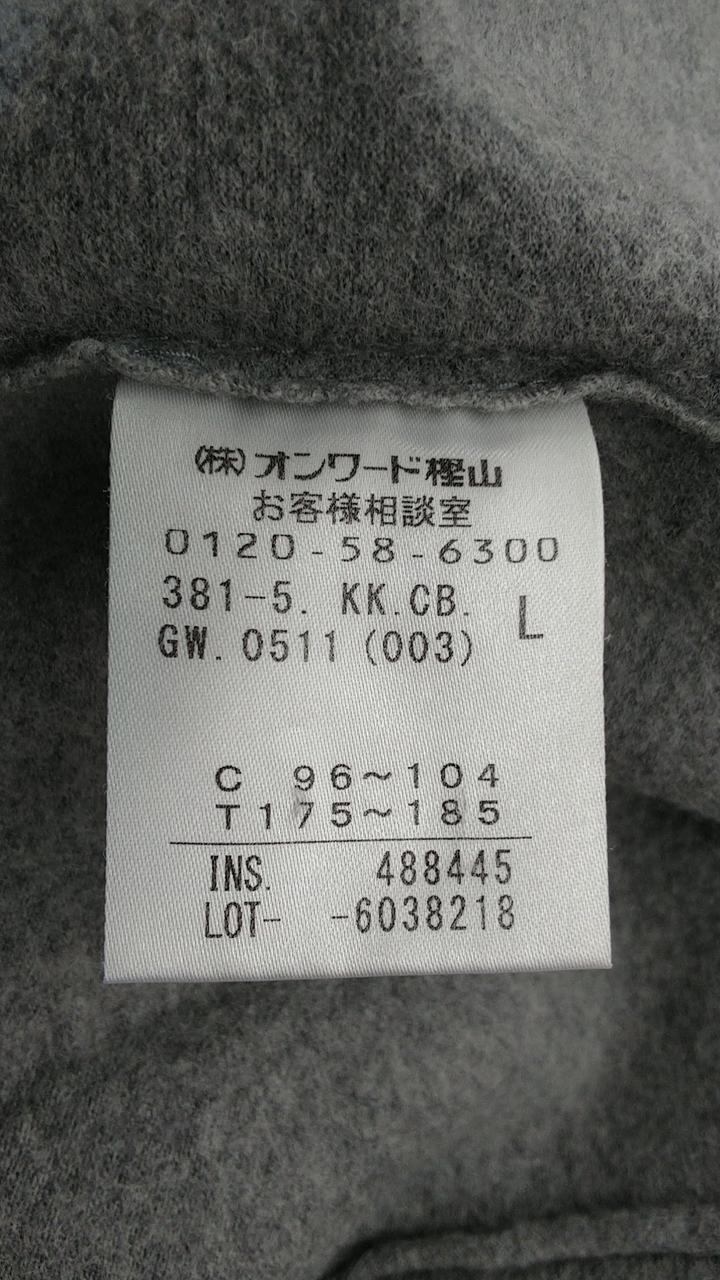 (株)オンワード樫山
お客様相談室
0120-58-6300
381-5. KK.CB. L
GW. 0511 (003)
C 96~104
T175~185
INS. 488445
LOT- -6038218